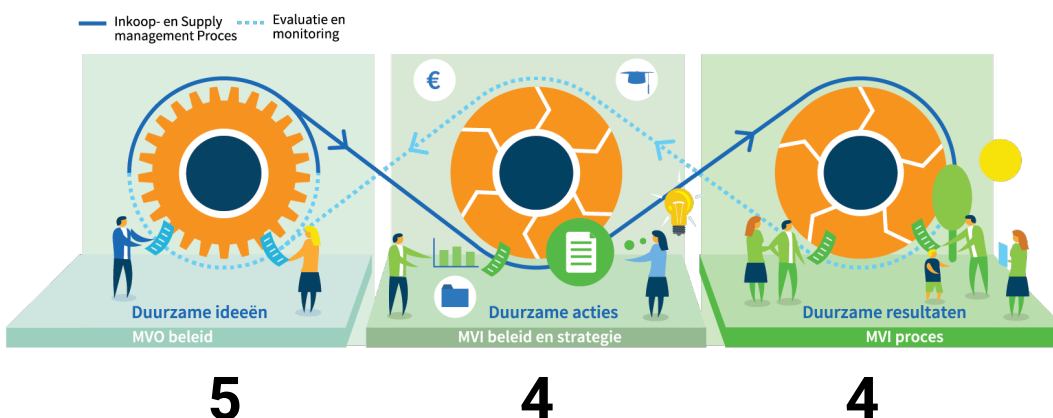 Inkoop- en Supply
management Proces
Evaluatie en
monitoring
€
Duurzame ideeën
MVO beleid
Duurzame acties
MVI beleid en strategie
Duurzame resultaten
MVI proces
5
4
4